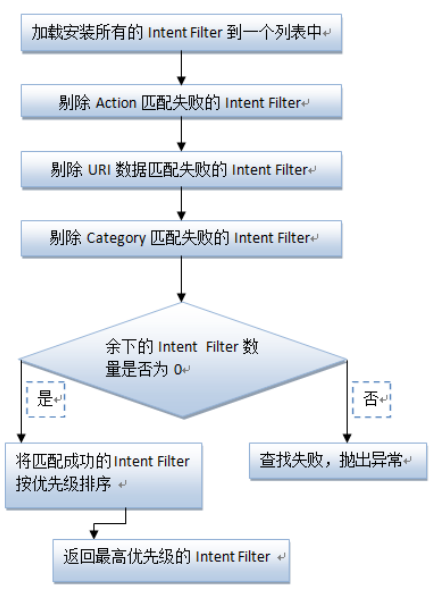 加载安装所有的 Intent Filter 到一个列表中
剔除 Action 匹配失败的 Intent Filter
剔除 URI 数据匹配失败的 Intent Filter
剔除 Category 匹配失败的 Intent Filter
余下的 Intent Filter 数
量是否为 0
是
否
将匹配成功的 Intent Filter
按优先级排序
查找失败，抛出异常
返回最高优先级的 Intent Filter